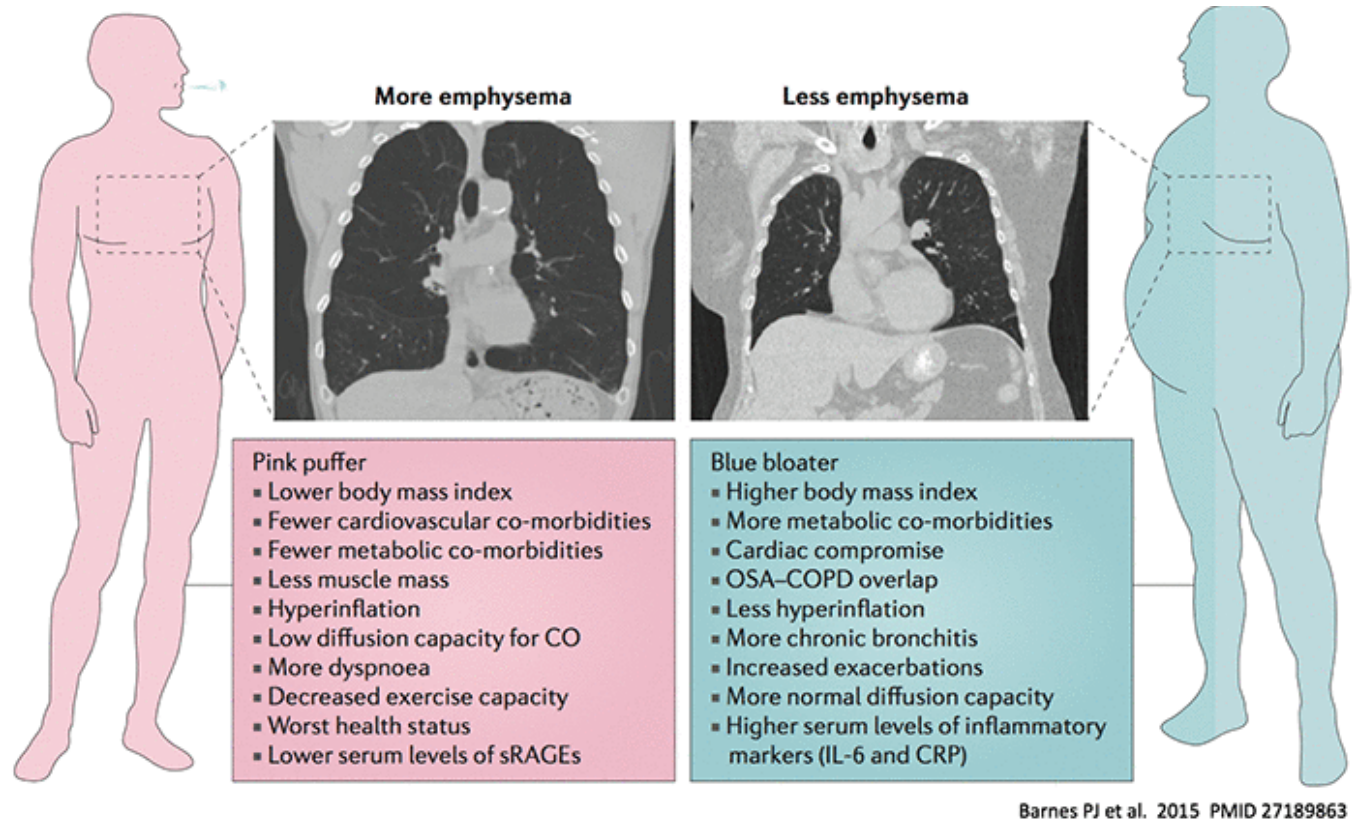 More emphysema
Less emphysema
Pink puffer
▪ Lower body mass index
▪ Fewer cardiovascular co-morbidities
▪ Fewer metabolic co-morbidities
▪ Less muscle mass
▪ Hyperinflation
▪ Low diffusion capacity for CO
▪ More dyspnoea
▪ Decreased exercise capacity
▪ Worst health status
▪ Lower serum levels of sRAGEs
Blue bloater
▪ Higher body mass index
▪ More metabolic co-morbidities
▪ Cardiac compromise
▪ OSA–COPD overlap
▪ Less hyperinflation
▪ More chronic bronchitis
▪ Increased exacerbations
▪ More normal diffusion capacity
▪ Higher serum levels of inflammatory
markers (IL-6 and CRP)
Barnes PJ et al. 2015 PMID 27189863